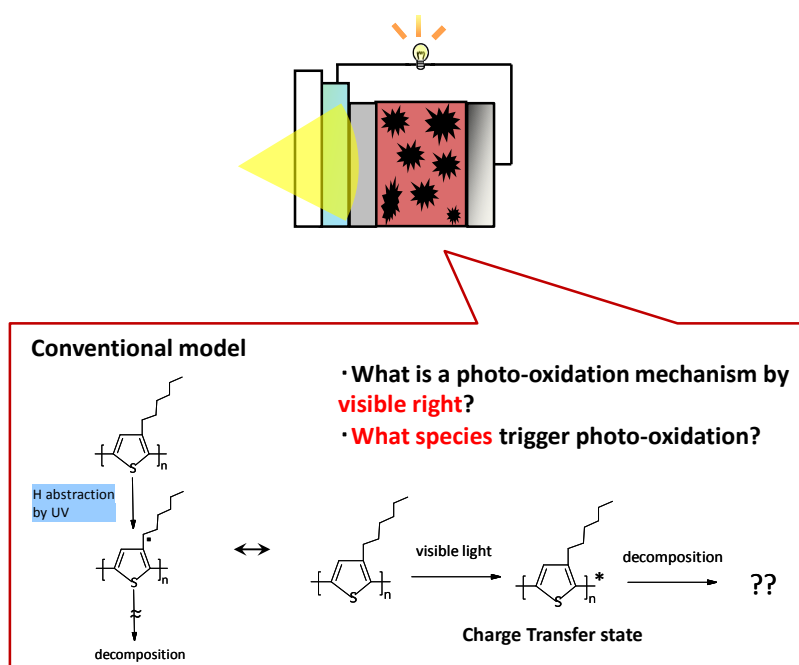 Conventional model
・What is a photo-oxidation mechanism by
visible right?
・What species trigger photo-oxidation?
n
S
H abstraction
by UV
n
S
visible light
n
S
n
*
S
decomposition
??
Charge Transfer state
decomposition